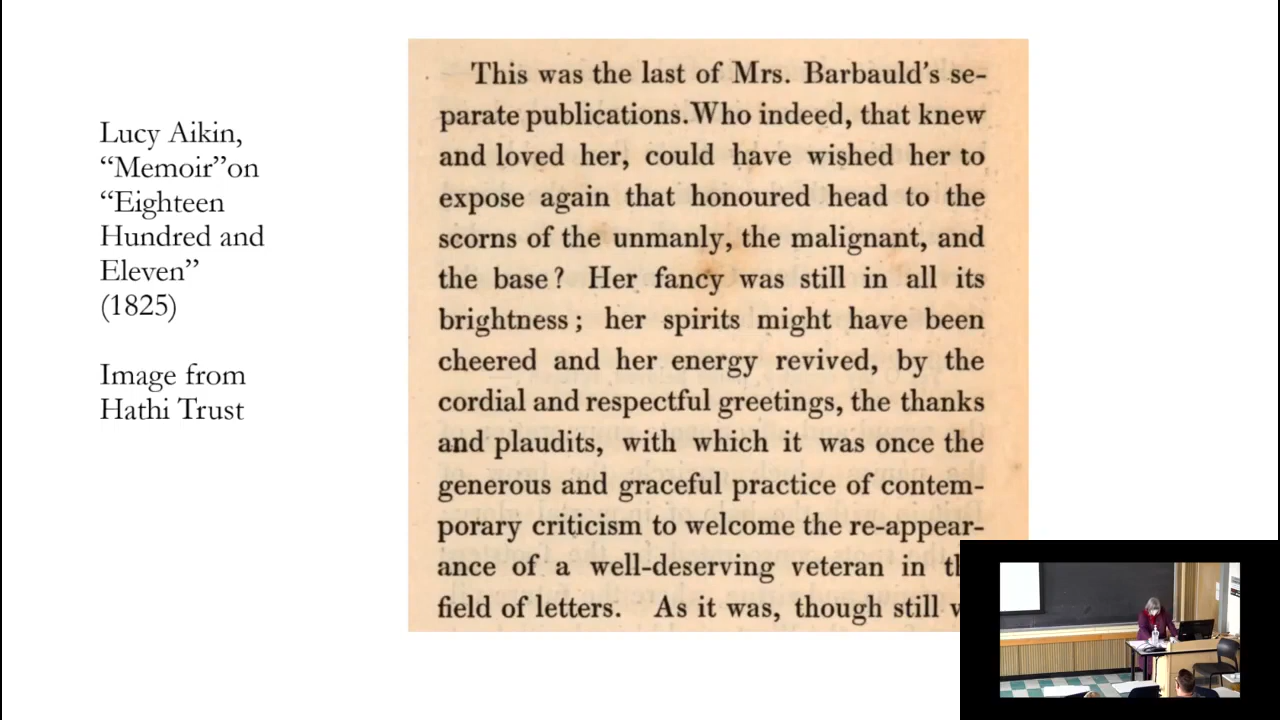 Lucy Aikin,
“Memoir”on
“Eighteen
Hundred and
Eleven”
(1825)
Image from
Hathi Trust
This was the last of Mrs. Barbauld’s se-
parate publications.Who indeed, that knew
and loved her, could have wished her to
expose again that honoured head to the
scorns of the unmanly, the malignant, and
the base? Her fancy was still in all its
brightness; her spirits might have been
cheered and her energy revived, by the
cordial and respectful greetings, the thanks
and plaudits, with which it was once the
generous and graceful practice of contem-
porary criticism to welcome the re-appear-
ance of a well-deserving veteran in
field of letters. As it was, though still